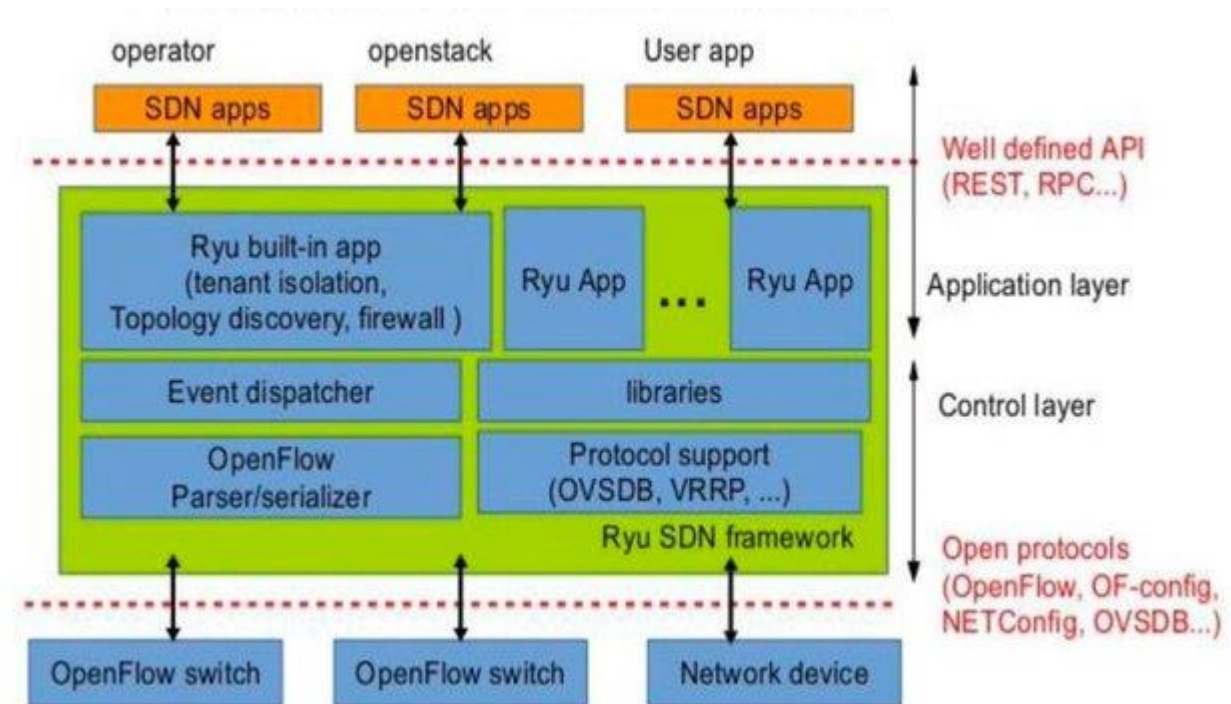 operator
openstack
User app
SDN apps
SDN apps
SDN apps
Well defined API
(REST, RPC...)
Ryu built-in app
(tenant isolation,
Topology discovery, firewall )
Ryu App
...
Ryu App
Application layer
Event dispatcher
libraries
Control layer
OpenFlow
Parser/serializer
Protocol support
(OVSDB, VRRP, ...)
Ryu SDN framework
Open protocols
(OpenFlow, OF-config,
NETConfig, OVSDB...)
OpenFlow switch
OpenFlow switch
Network device